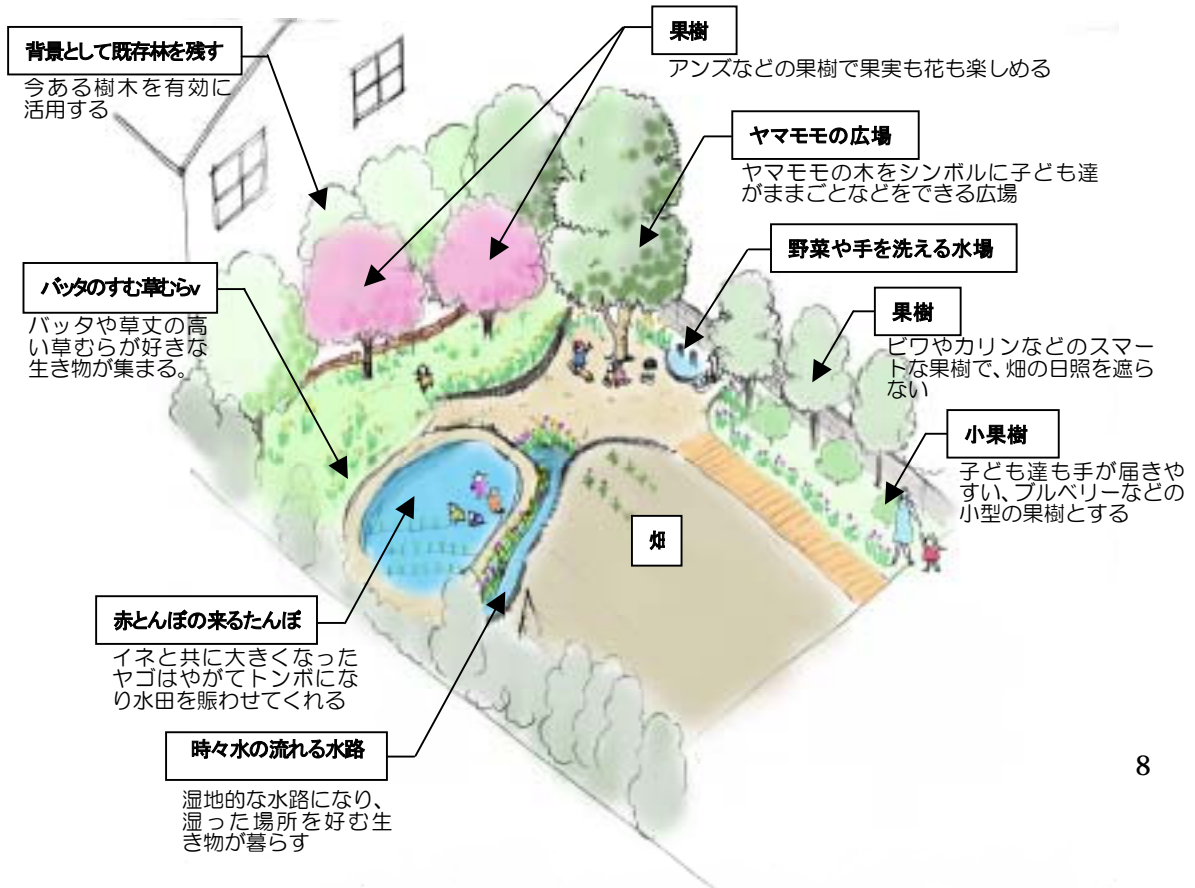 背景として既存林を残す
今ある樹木を有効に
活用する
果樹
アンズなどの果樹で果実も花も楽しめる
ヤマモモの広場
ヤマモモの木をシンボルに子ども達
がままごとなどをできる広場
野菜や手を洗える水場
バッタのすむ草むらv
バッタや草丈の高
い草むらが好きな
生き物が集まる。
果樹
ビワやカリンなどのスマー
トな果樹で、畑の日照を遮ら
ない
小果樹
子ども達も手が届きや
すい、ブルベリーなどの
小型の果樹とする
畑
赤とんぼの来るたんぼ
イネと共に大きくなった
ヤゴはやがてトンボにな
り水田を賑わせてくれる
時々水の流れる水路
湿地的な水路になり、
湿った場所を好む生
き物が暮らす
8